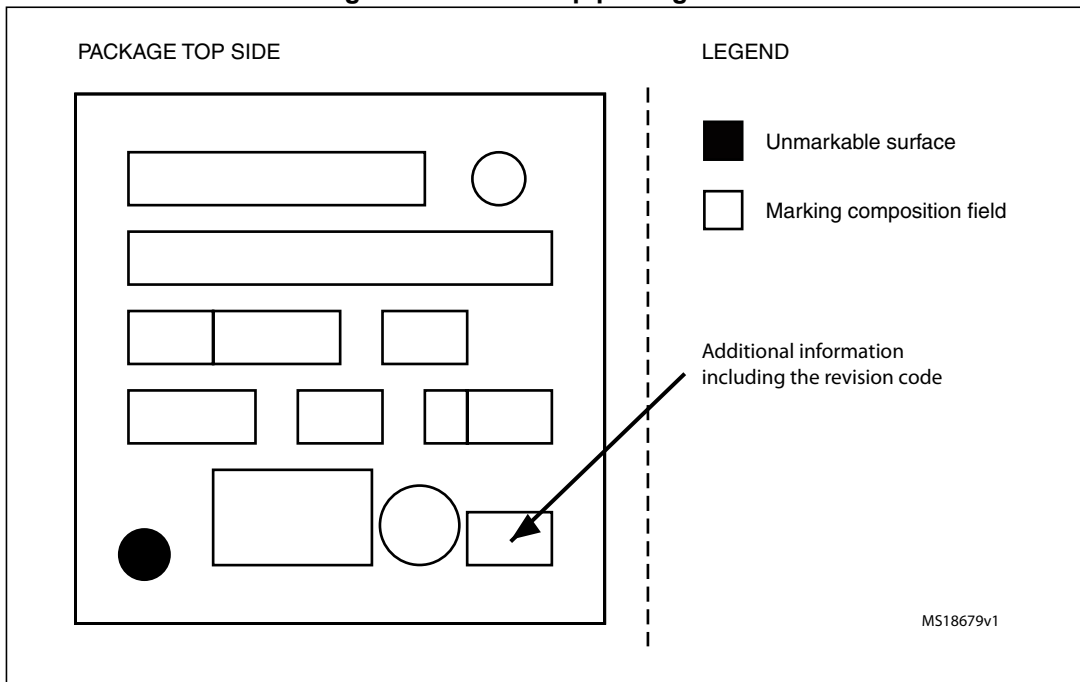 PACKAGE TOP SIDE
LEGEND
Unmarkable surface
Marking composition field
Additional information
including the revision code
MS18679v1